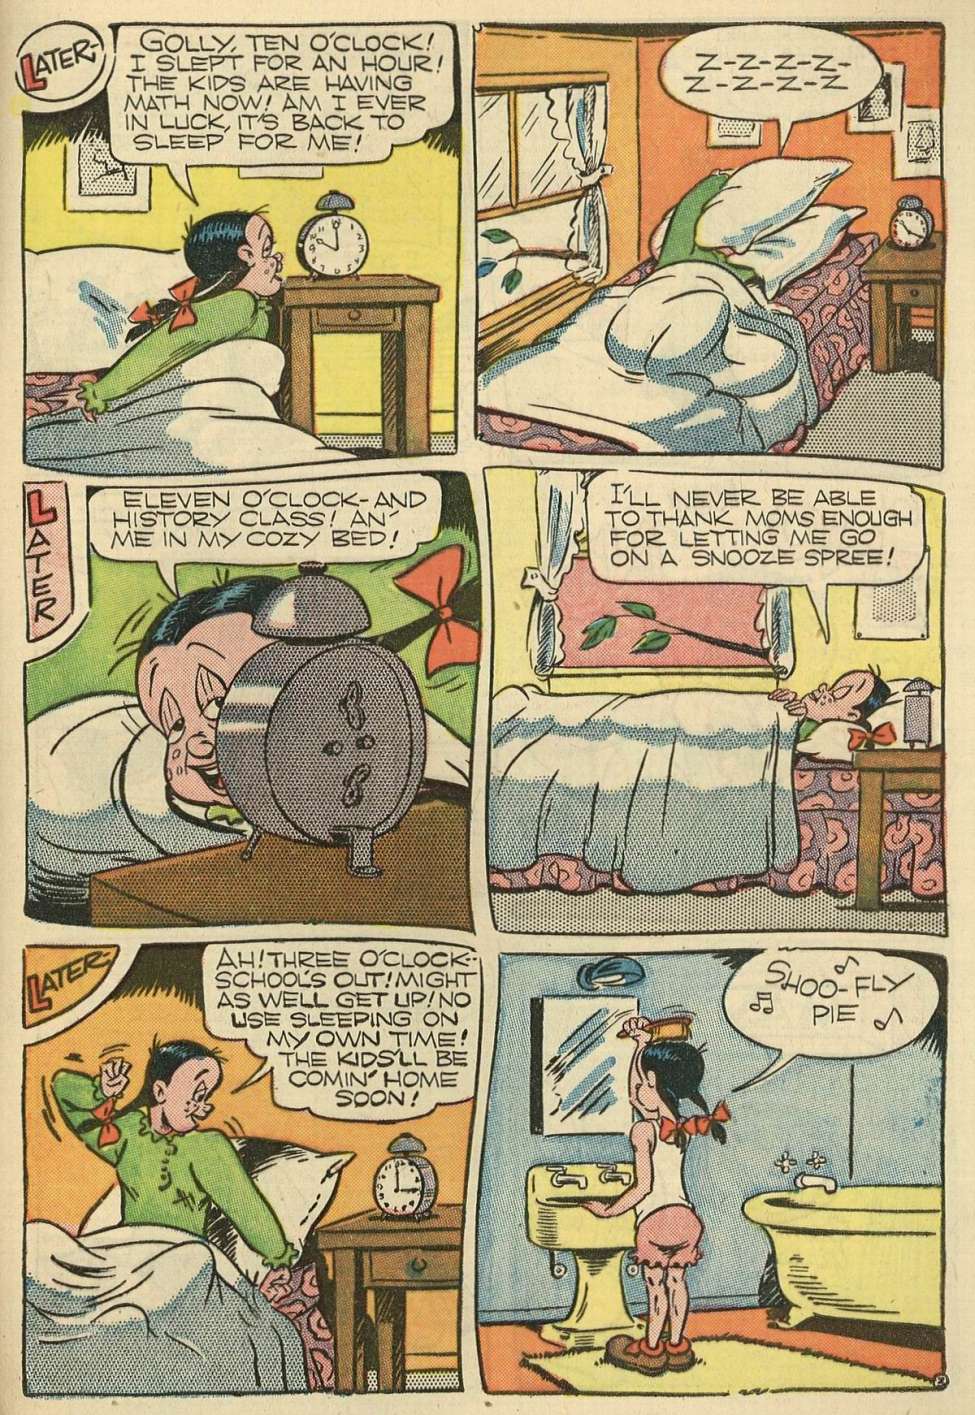 LATER-
GOLLY, TEN O'CLOCK!
I SLEPT FOR AN HOUR!
THE KIDS ARE HAVING
MATH NOW! AM I EVER
IN LUCK, IT'S BACK TO
SLEEP FOR ME!
Z-Z-Z-Z-
Z-Z-Z-Z-Z
LATER
ELEVEN O'CLOCK-AND
HISTORY CLASS! AN'
ME IN MY COZY BED!
I'LL NEVER BE ABLE
TO THANK MOMS ENOUGH
FOR LETTING ME GO
ON A SNOOZE SPREE!
LATER-
AH! THREE O'CLOCK-
SCHOOL'S OUT! MIGHT
AS WELL GET UP! NO
USE SLEEPING ON
MY OWN TIME!
THE KIDS'LL BE
COMIN' HOME
SOON!
SHOO-FLY
PIE
2